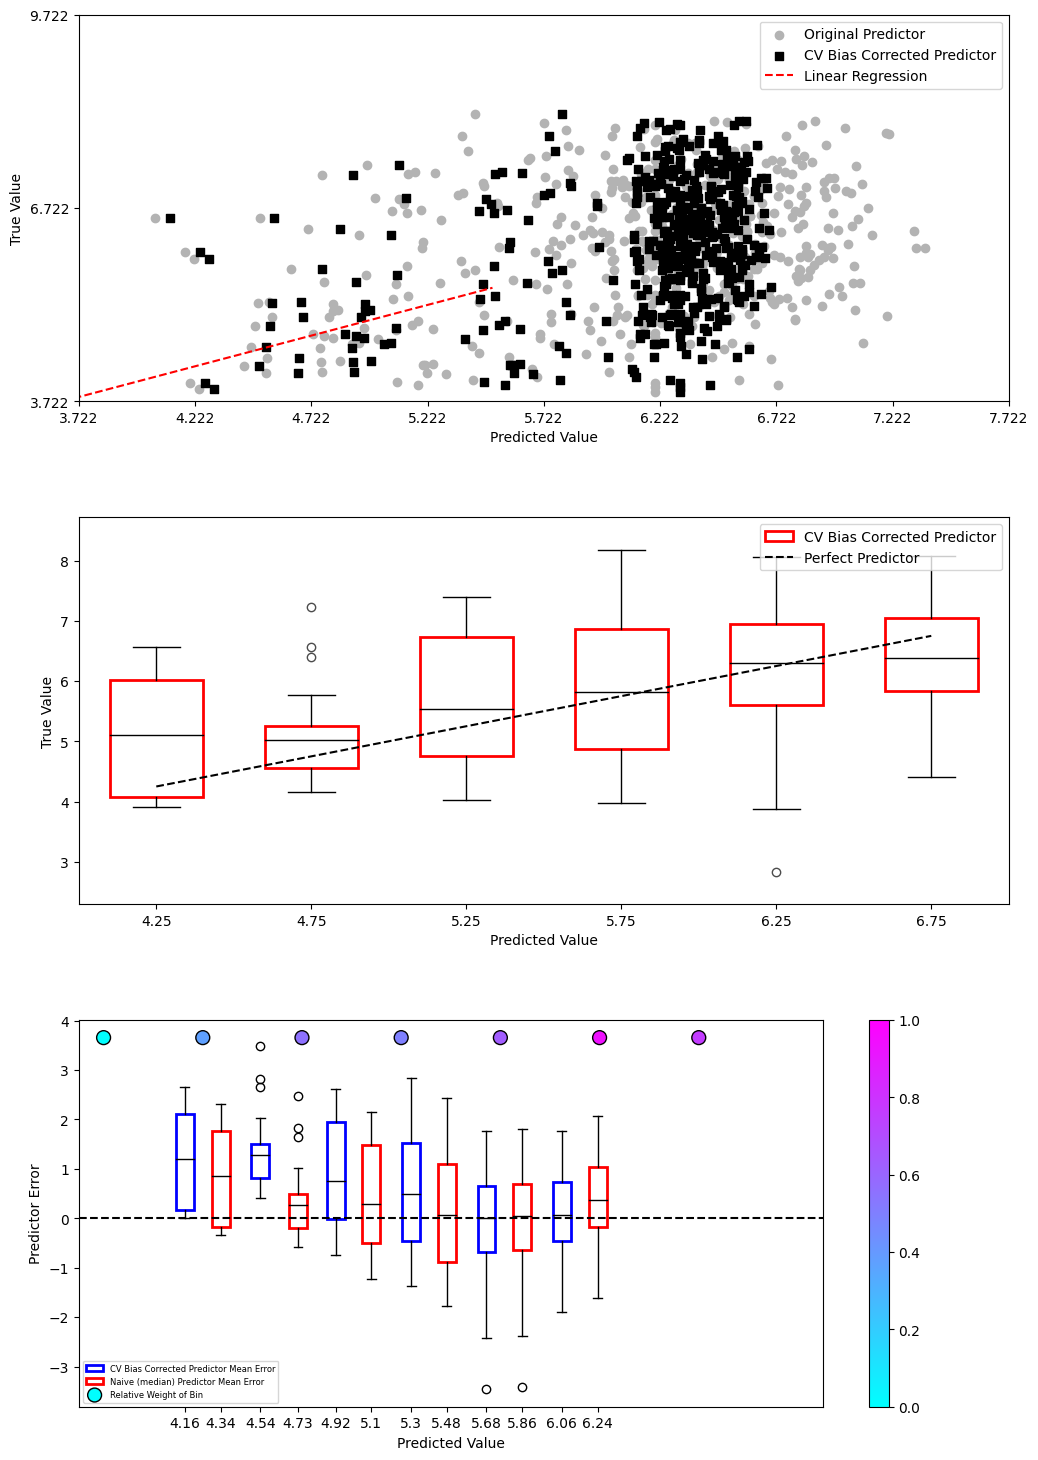 9.722
Original Predictor
CV Bias Corrected Predictor
Linear Regression
True Value
6.722
3.722
3.722 4.222 4.722 5.222 5.722 6.222 6.722 7.222 7.722
Predicted Value
CV Bias Corrected Predictor
Perfect Predictor
8
7
6
True Value
5
4
3
4.25 4.75 5.25 5.75 6.25 6.75
Predicted Value
4
3
2
1
Predictor Error
0
−1
−2
−3
CV Bias Corrected Predictor Mean Error
Naive (median) Predictor Mean Error
Relative Weight of Bin
4.16 4.34 4.54 4.73 4.92 5.1 5.3 5.48 5.68 5.86 6.06 6.24
Predicted Value
1.0
0.8
0.6
0.4
0.2
0.0